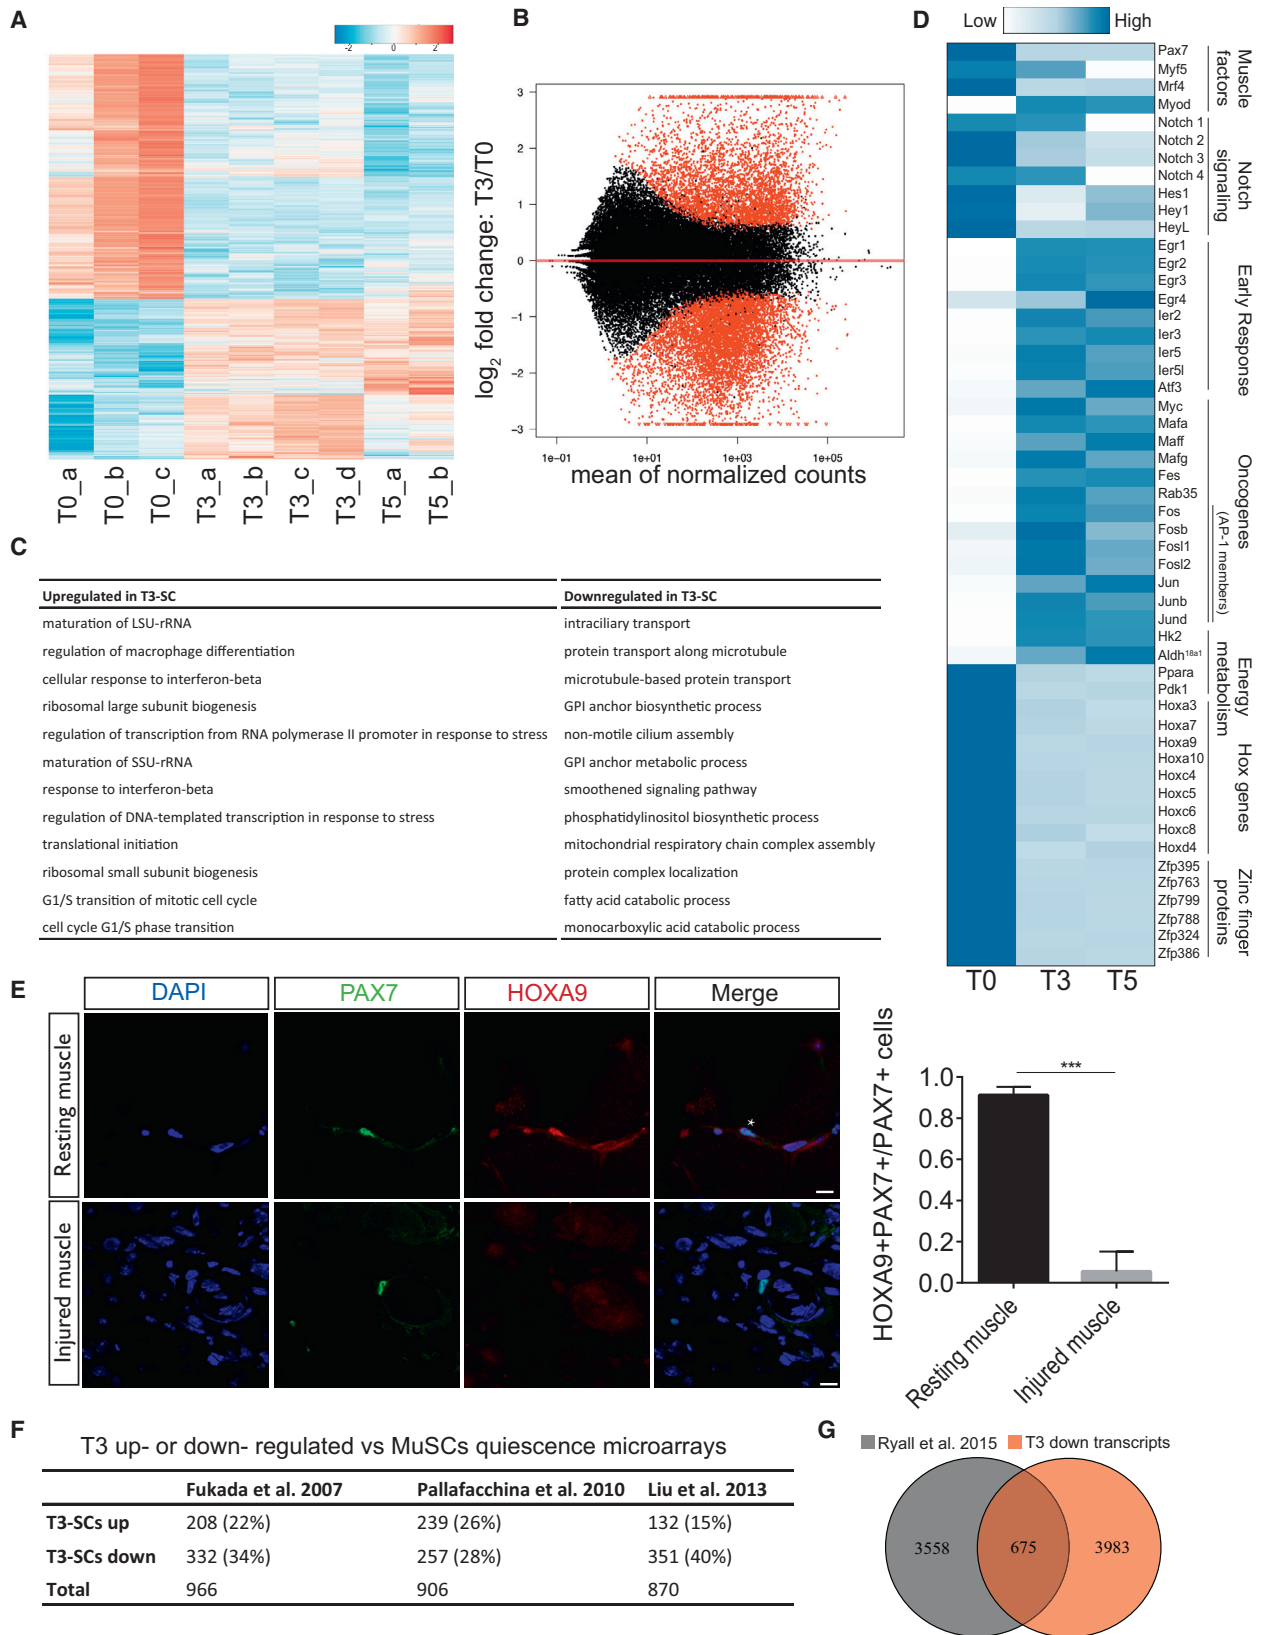 A
-2 0 2
T0_a
T0_b
T0_c
T3_a
T3_b
T3_c
T3_d
T5_a
T5_b
B
log2 fold change: T3/T0
3
2
1
0
−1
−2
−3
1e−01 1e+01 1e+03 1e+05
mean of normalized counts
C
Upregulated in T3-SC Downregulated in T3-SC
maturation of LSU-rRNA intraciliary transport
regulation of macrophage differentiation protein transport along microtubule
cellular response to interferon-beta microtubule-based protein transport
ribosomal large subunit biogenesis GPI anchor biosynthetic process
regulation of transcription from RNA polymerase II promoter in response to stress non-motile cilium assembly
maturation of SSU-rRNA GPI anchor metabolic process
response to interferon-beta smoothened signaling pathway
regulation of DNA-templated transcription in response to stress phosphatidylinositol biosynthetic process
translational initiation mitochondrial respiratory chain complex assembly
ribosomal small subunit biogenesis protein complex localization
G1/S transition of mitotic cell cycle fatty acid catabolic process
cell cycle G1/S phase transition monocarboxylic acid catabolic process
D
Low High
Pax7
Myf5
Mrf4
Myod
Muscle factors
Notch 1
Notch 2
Notch 3
Notch 4
Hes1
Hey1
HeyL
Notch signaling
Egr1
Egr2
Egr3
Egr4
Ier2
Ier3
Ier5
Ier5l
Atf3
Early Response
Myc
Mafa
Maff
Mafg
Fes
Rab35
Fos
Fosb
Fosl1
Fosl2
Jun
Junb
Jund
Oncogenes
(AP-1 members)
Hk2
Aldh18a1
Ppara
Pdk1
Energy metabolism
Hoxa3
Hoxa7
Hoxa9
Hoxa10
Hoxc4
Hoxc5
Hoxc6
Hoxc8
Hoxd4
Hox genes
Zfp395
Zfp763
Zfp799
Zfp788
Zfp324
Zfp386
Zinc finger proteins
T0 T3 T5
E
DAPI PAX7 HOXA9 Merge
Resting muscle
*
Injured muscle
HOXA9+PAX7+/PAX7+ cells
***
1.0
0.8
0.6
0.4
0.2
0.0
Resting muscle
Injured muscle
F
T3 up- or down- regulated vs MuSCs quiescence microarrays
Fukada et al. 2007 Pallafacchina et al. 2010 Liu et al. 2013
T3-SCs up 208 (22%) 239 (26%) 132 (15%)
T3-SCs down 332 (34%) 257 (28%) 351 (40%)
Total 966 906 870
G
Ryall et al. 2015 T3 down transcripts
3558 675 3983